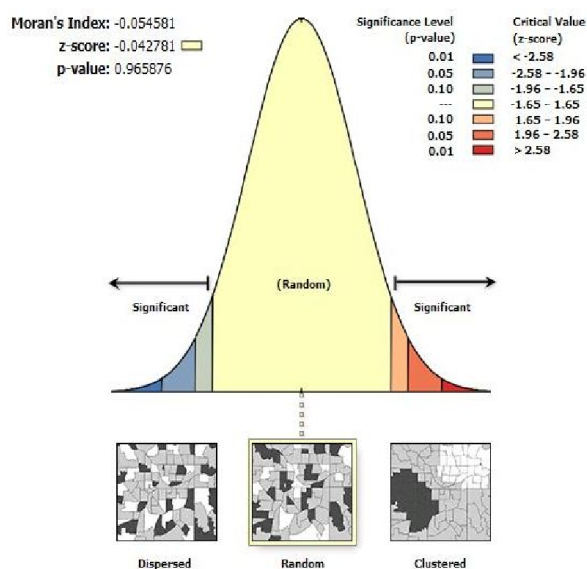 Moran's Index: -0.054581
z-score: -0.042781
p-value: 0.965876
Significance Level
(p-value)
Critical Value
(z-score)
0.01 < -2.58
0.05 -2.58 - -1.96
0.10 -1.96 - -1.65
--- -1.65 - 1.65
0.10 1.65 - 1.96
0.05 1.96 - 2.58
0.01 > 2.58
Significant
(Random)
Significant
Dispersed
Random
Clustered